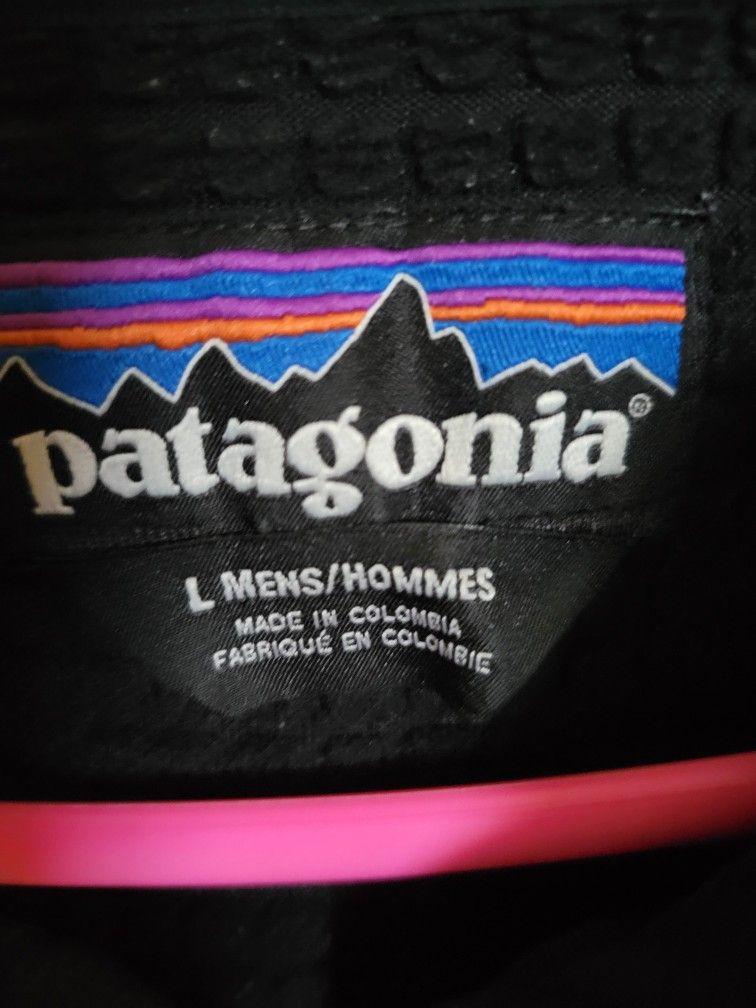 patagonia®
L MENS/HOMMES
MADE IN COLOMBIA
FABRIQUÉ EN COLOMBIE